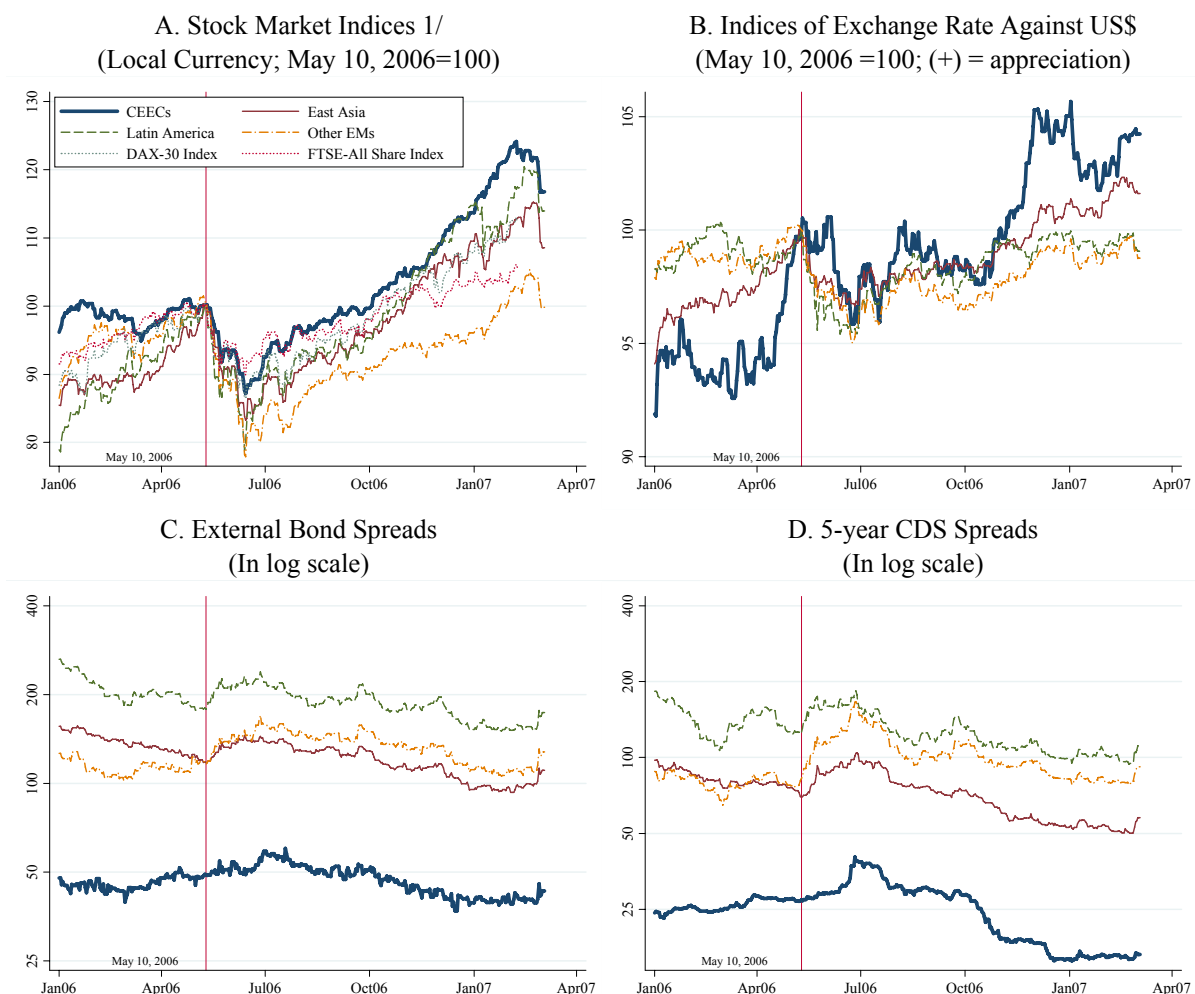 A. Stock Market Indices 1/
(Local Currency; May 10, 2006=100)
B. Indices of Exchange Rate Against US$
(May 10, 2006 =100; (+) = appreciation)
130
120
110
100
90
80
CEECs
East Asia
Latin America
Other EMs
DAX-30 Index
FTSE-All Share Index
May 10, 2006
Jan06
Apr06
Jul06
Oct06
Jan07
Apr07
105
100
95
90
May 10, 2006
Jan06
Apr06
Jul06
Oct06
Jan07
Apr07
C. External Bond Spreads
(In log scale)
D. 5-year CDS Spreads
(In log scale)
400
200
100
50
25
May 10, 2006
Jan06
Apr06
Jul06
Oct06
Jan07
Apr07
400
200
100
50
25
May 10, 2006
Jan06
Apr06
Jul06
Oct06
Jan07
Apr07